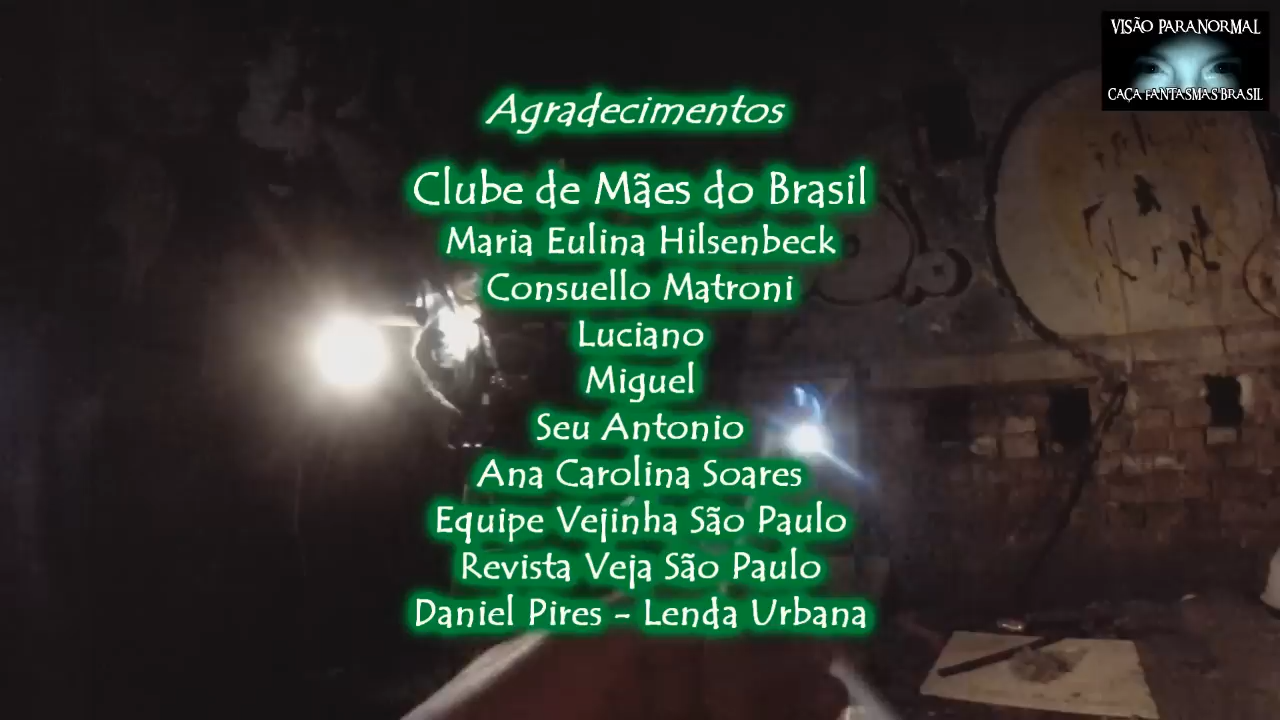 VISÃO PARANORMAL
CAÇA FANTASMAS BRASIL
Agradecimentos
Clube de Mães do Brasil
Maria Eulina Hilsenbeck
Consuello Matroni
Luciano
Miguel
Seu Antonio
Ana Carolina Soares
Equipe Vejinha São Paulo
Revista Veja São Paulo
Daniel Pires - Lenda Urbana